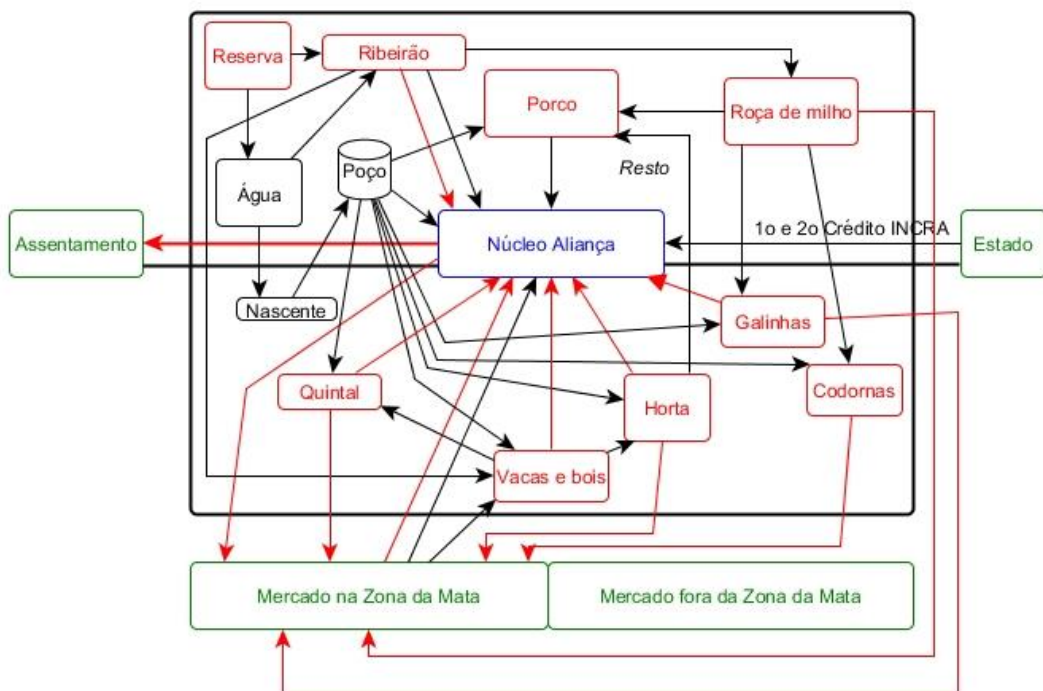 Reserva
Ribeirão
Porco
Roça de milho
Poço
Resto
Água
Assentamento
Núcleo Aliança
1o e 2o Crédito INCRA
Estado
Nascente
Galinhas
Quintal
Horta
Codornas
Vacas e bois
Mercado na Zona da Mata
Mercado fora da Zona da Mata